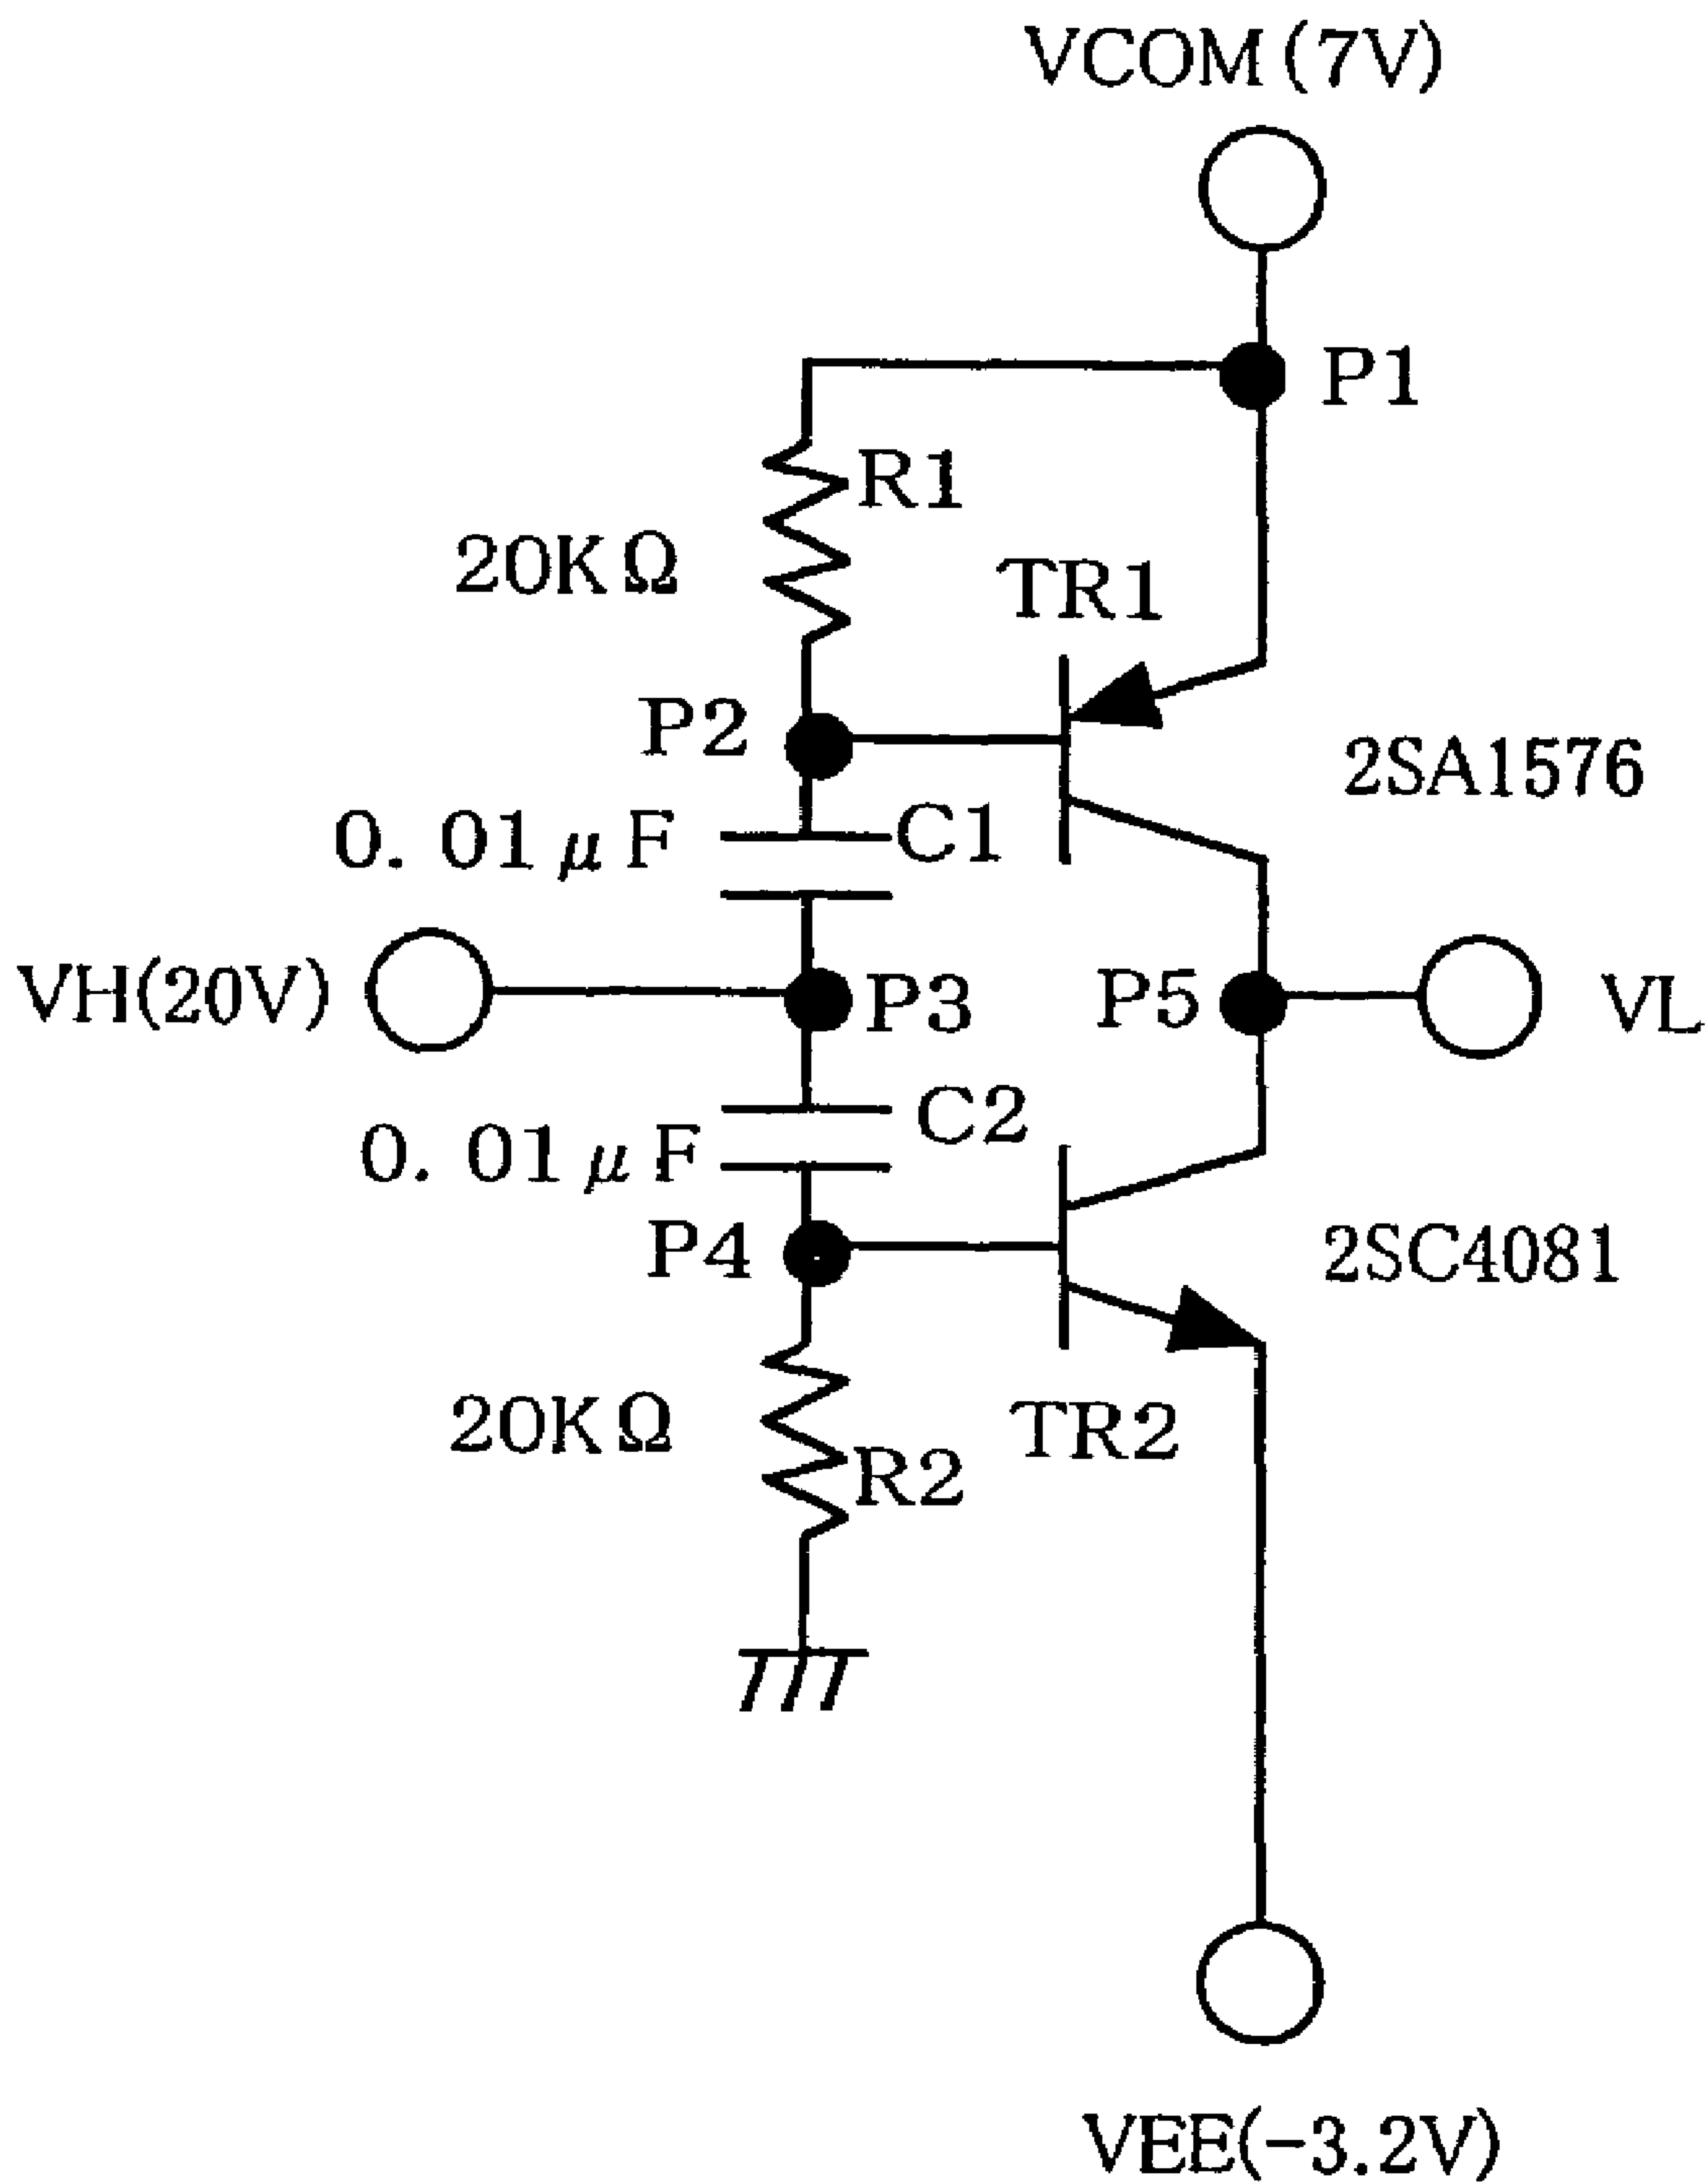 VCOM(7V)
P1
R1
20KΩ
TR1
P2
2SA1576
0. 01μF
C1
VH(20V)
P3
P5
VL
C2
0. 01μF
P4
2SC4081
20KΩ
TR2
R2
VEE(-3.2V)